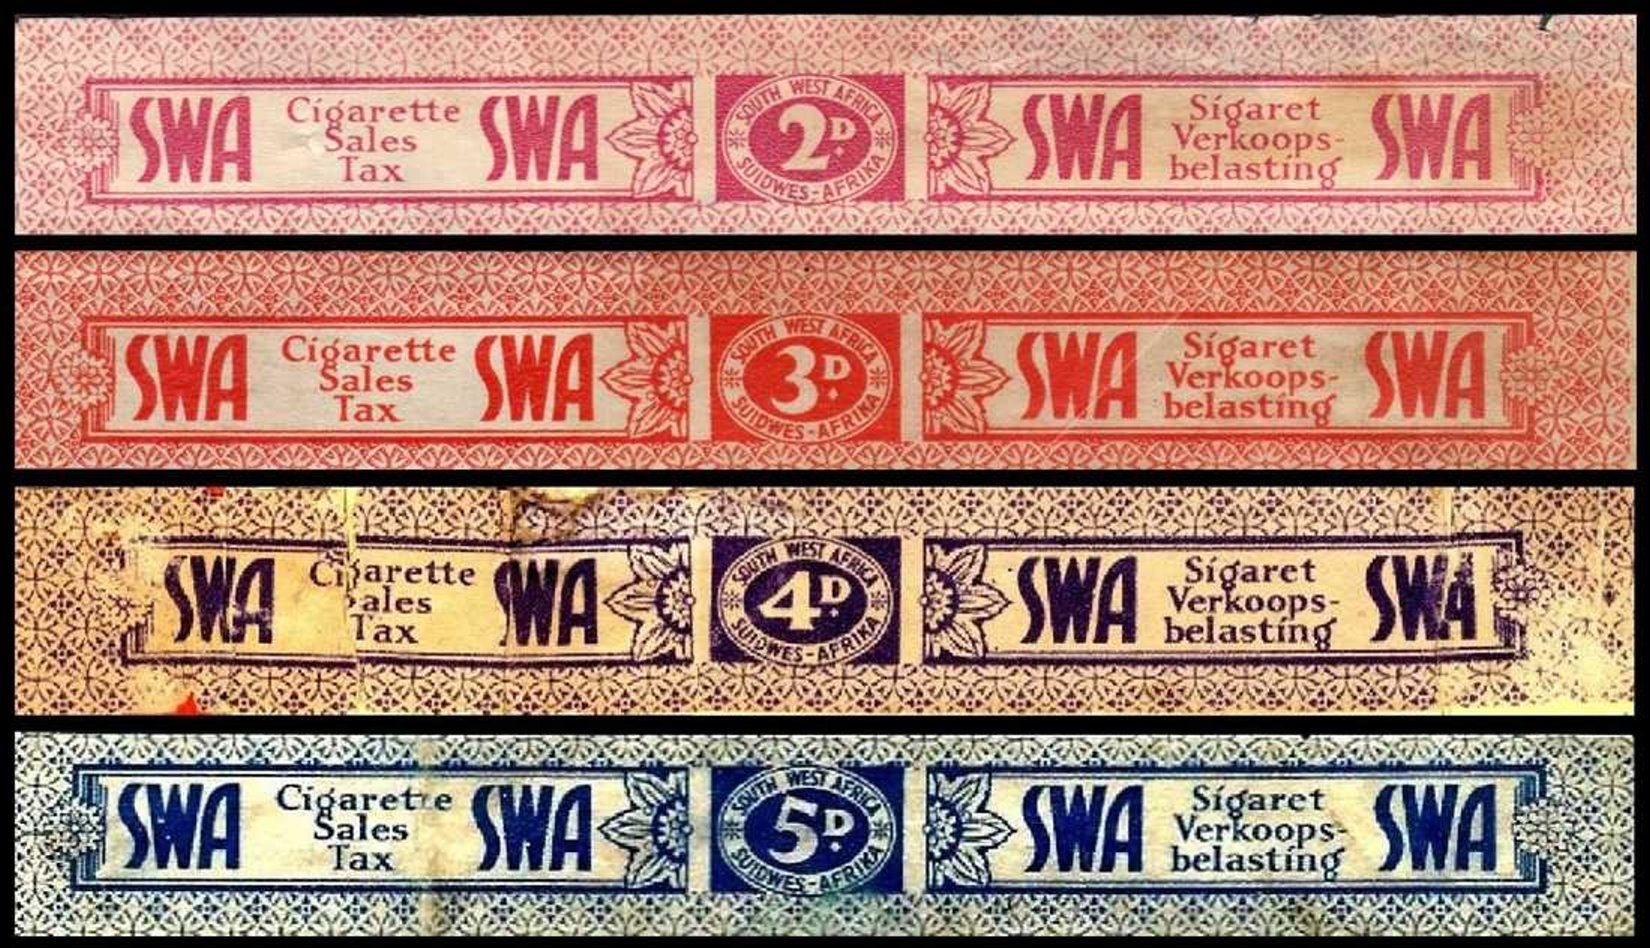 SWA Cigarette Sales Tax SWA
SOUTH WEST AFRICA
2D.
SUIDWES-AFRIKA
SWA Sigaret Verkoops-belasting SWA
SWA Cigarette Sales Tax SWA
SOUTH WEST AFRICA
3D.
SUIDWES-AFRIKA
SWA Sigaret Verkoops-belasting SWA
SWA Cigarette ales Tax SWA
SOUTH WEST AFRICA
4D.
SUIDWES-AFRIKA
SWA Sigaret Verkoops-belasting SWA
SWA Cigarette Sales Tax SWA
SOUTH WEST AFRICA
5D.
SUIDWES-AFRIKA
SWA Sigaret Verkoops-belasting SWA